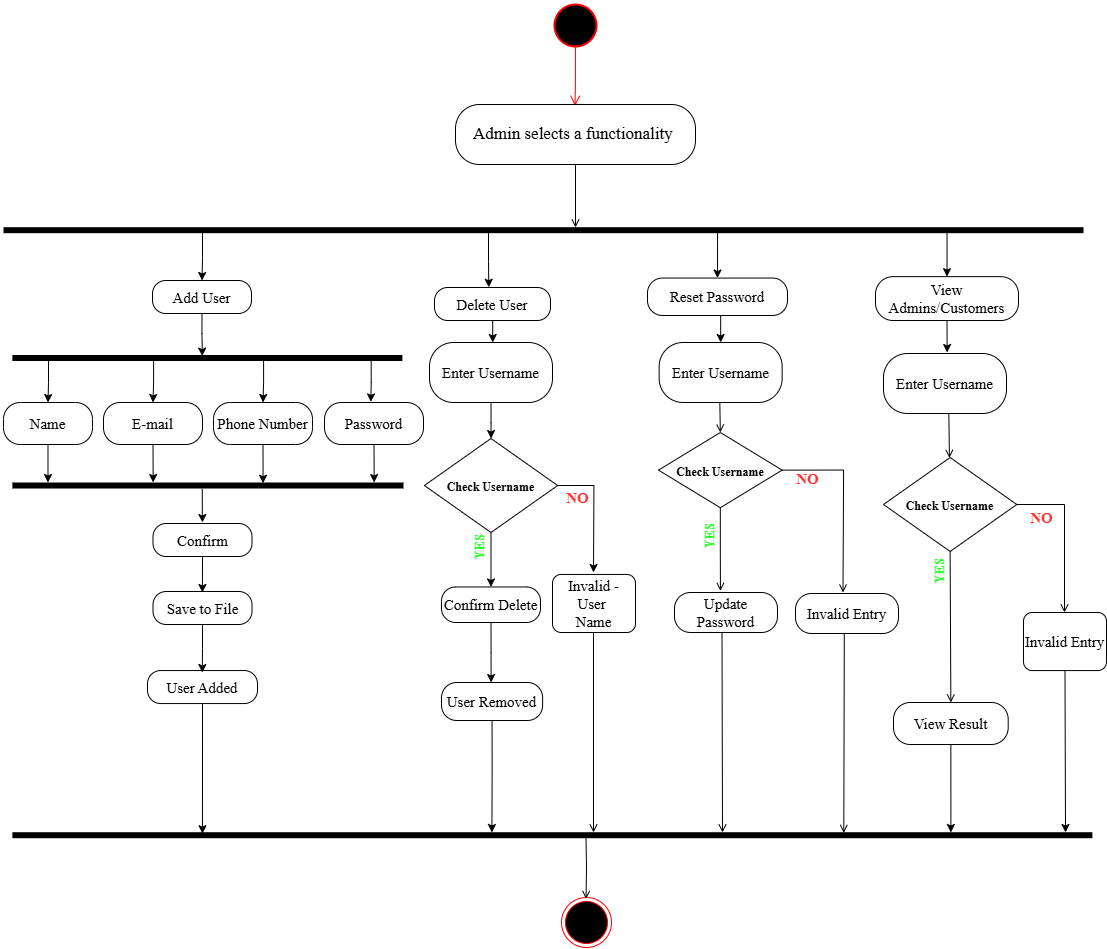 Admin selects a functionality
Add User
Delete User
Reset Password
View
Admins/Customers
Name
E-mail
Phone Number
Password
Enter Username
Enter Username
Enter Username
Check Username
NO
YES
Check Username
NO
YES
Check Username
NO
YES
Confirm
Save to File
User Added
Confirm Delete
Invalid -
User
Name
User Removed
Update
Password
Invalid Entry
View Result
Invalid Entry